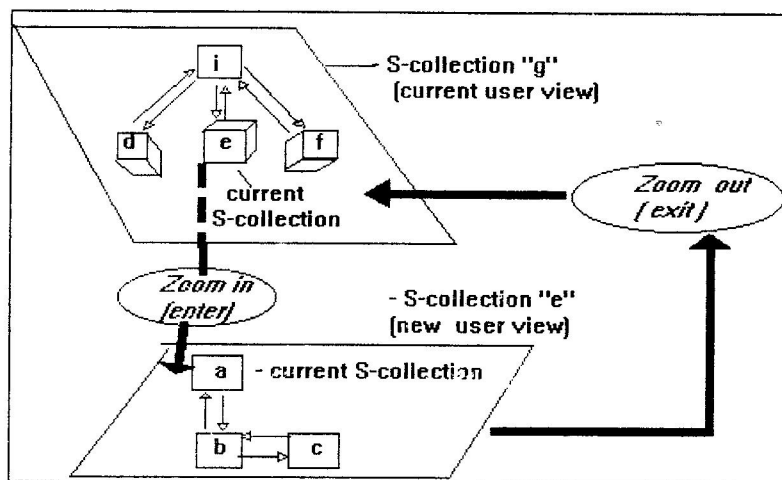 i
S-collection "g"
(current user view)
d
e
f
current
S-collection
Zoom out
( exit )
Zoom in
(enter)
- S-collection "e"
(new user view)
a
- current S-collection
b
c